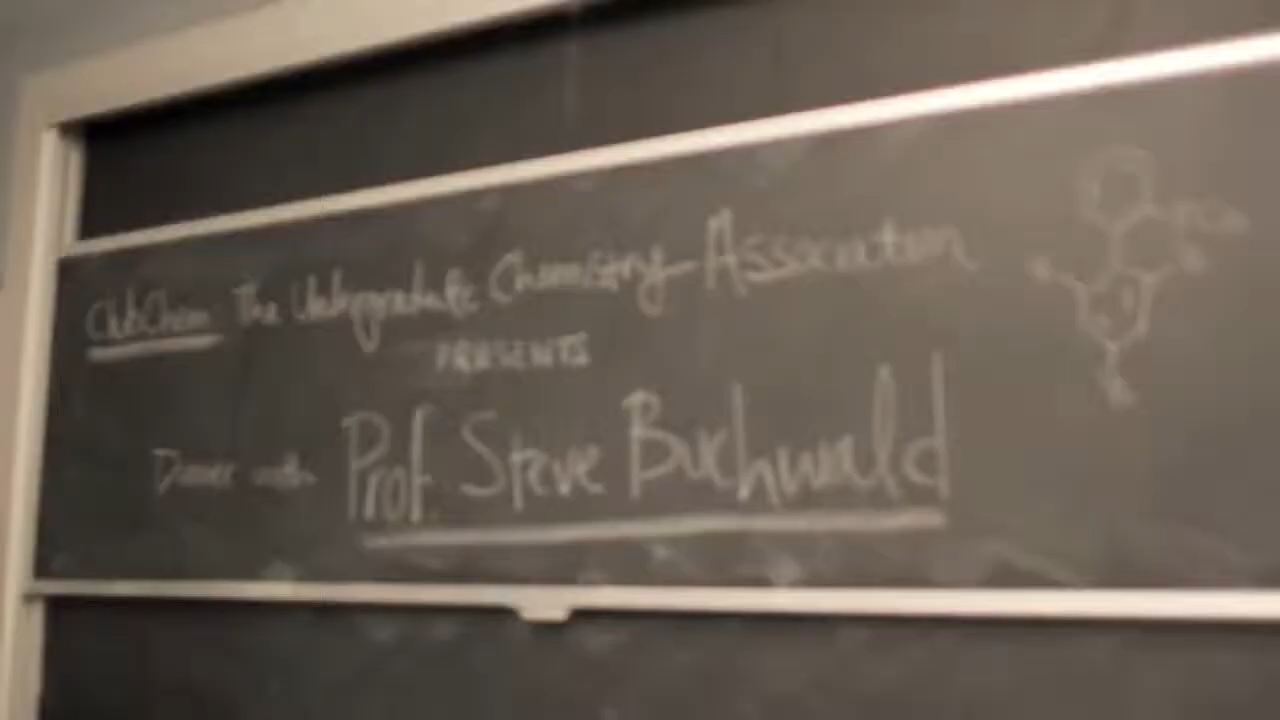 ClubChem The Undergraduate Chemistry Association
PRESENTS
Dinner with Prof. Steve Buchwald